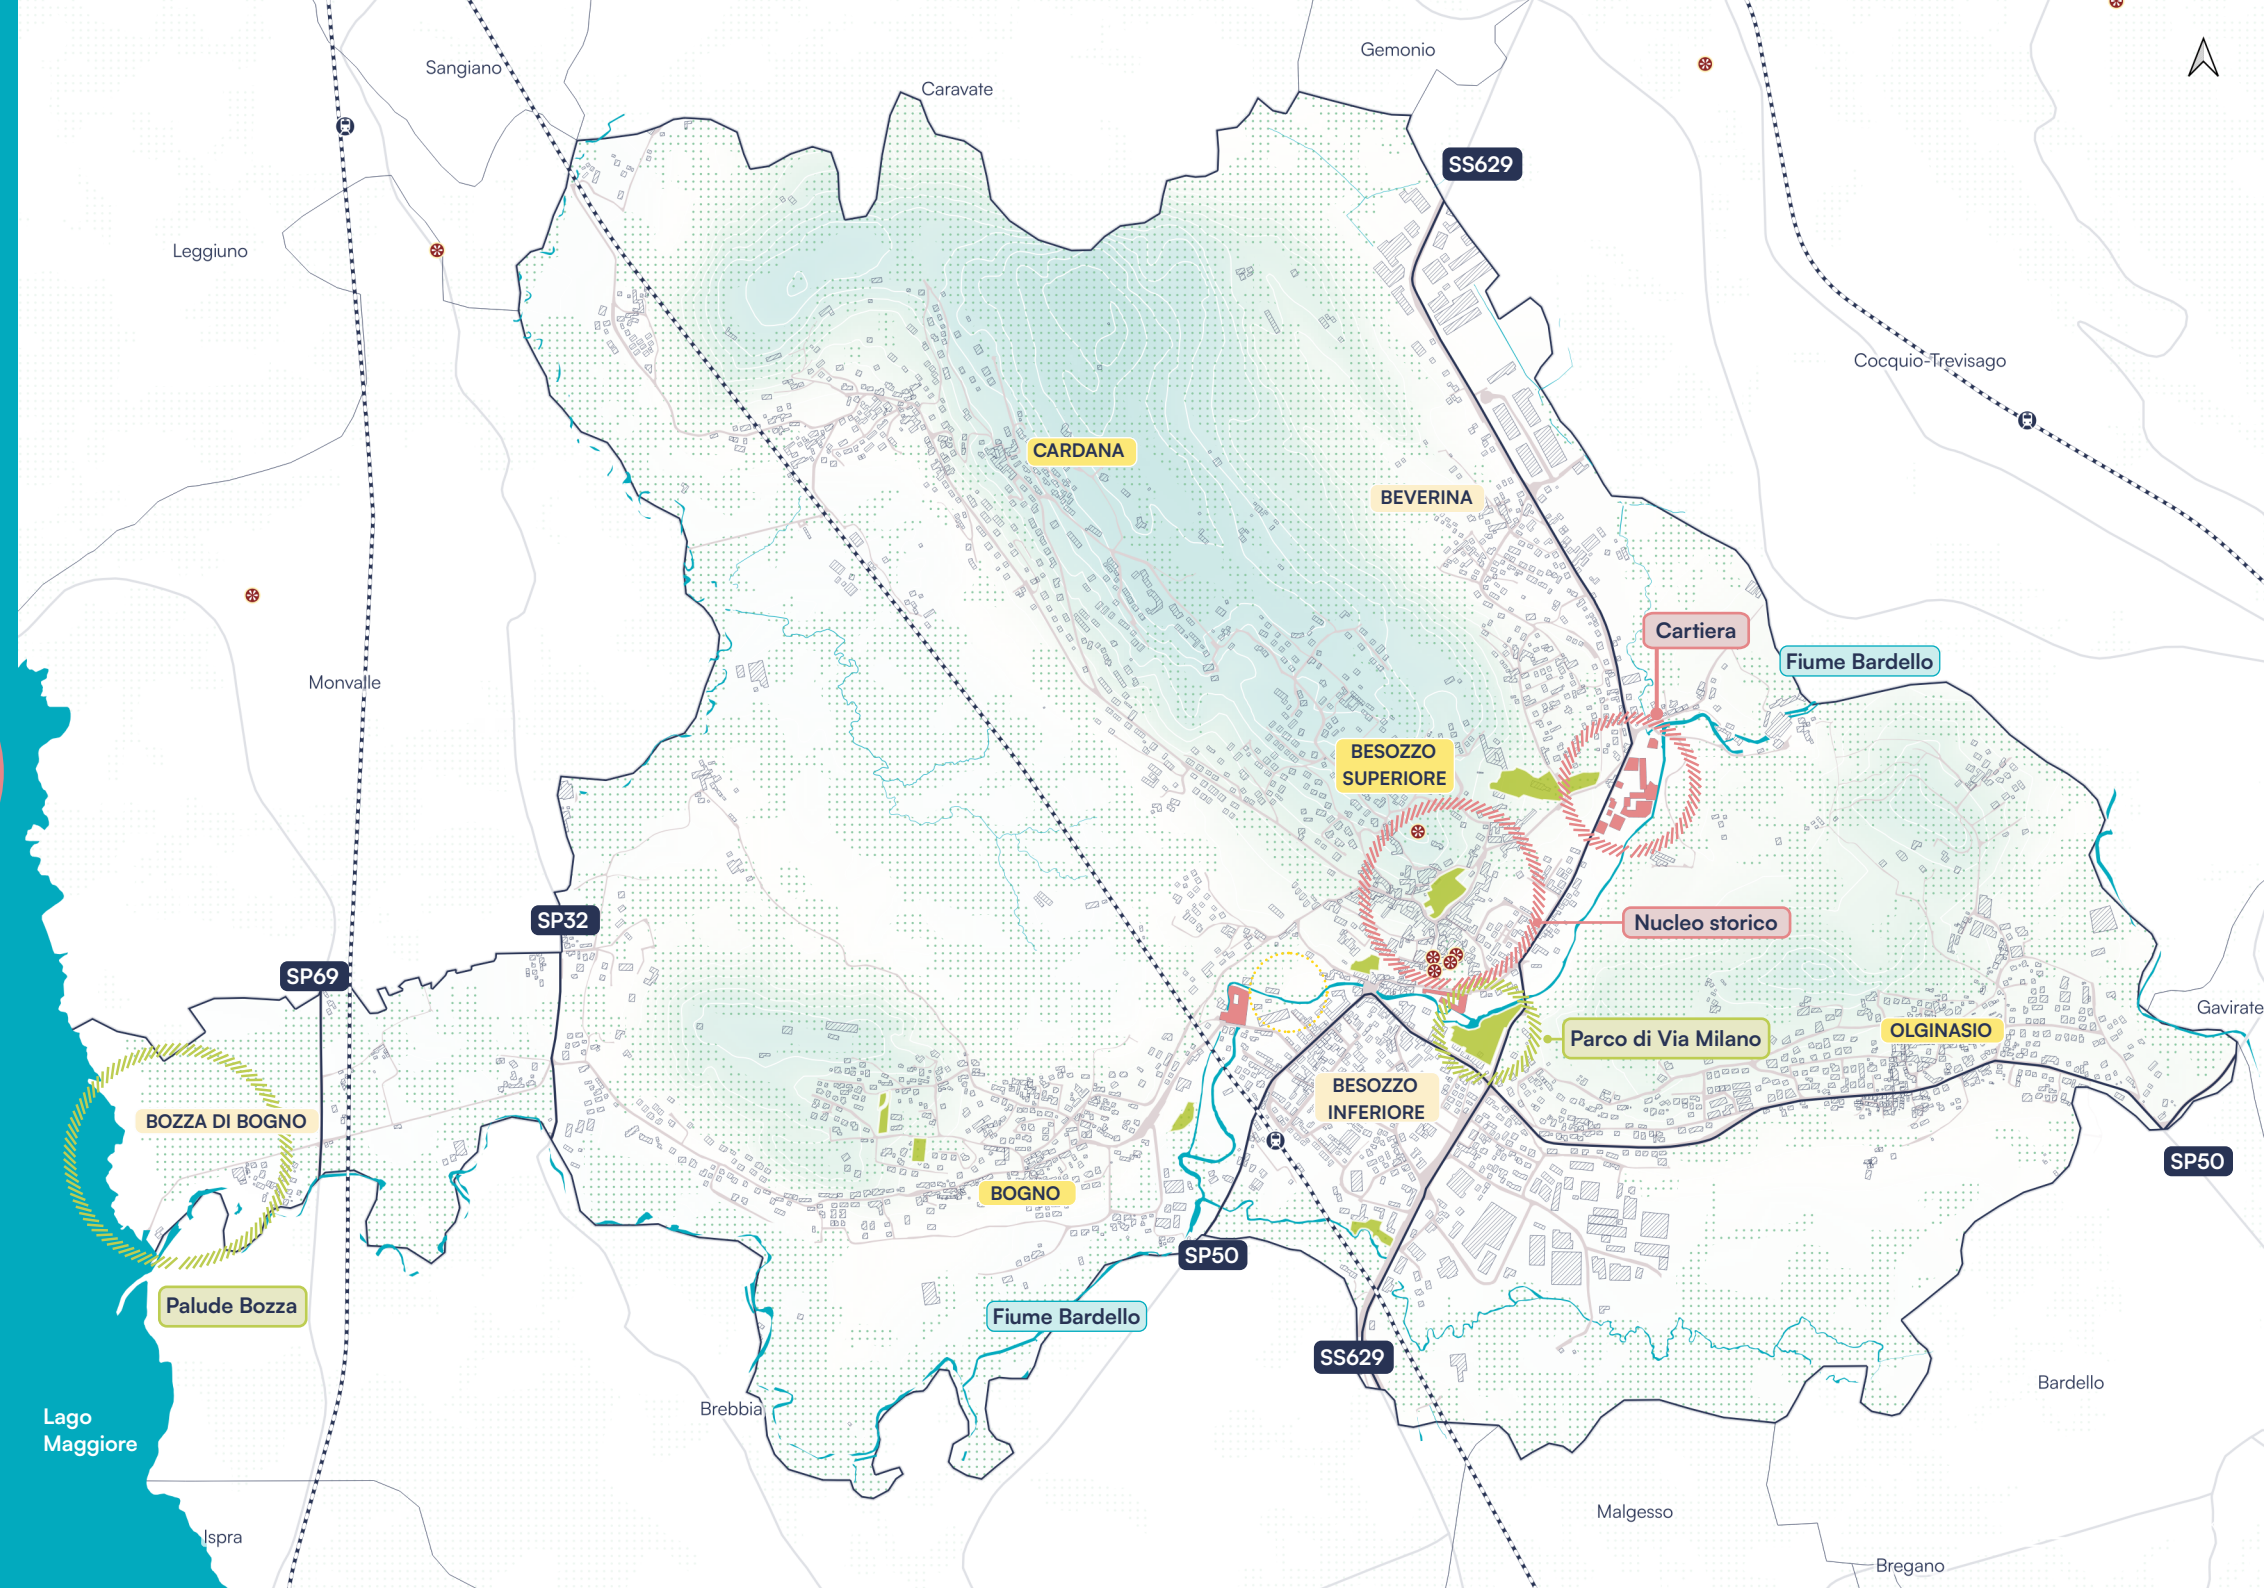 Gemonio
Sangiano
Caravate
SS629
Leggiuno
Cocquio-Trevisago
CARDANA
BEVERINA
Cartiera
Fiume Bardello
Monvalle
BESOZZO
SUPERIORE
SP32
Nucleo storico
SP69
Gavirate
OLGINASIO
Parco di Via Milano
BESOZZO
INFERIORE
BOZZA DI BOGNO
SP50
BOGNO
SP50
Palude Bozza
Fiume Bardello
SS629
Bardello
Brebbia
Lago
Maggiore
Malgesso
Ispra
Bregano